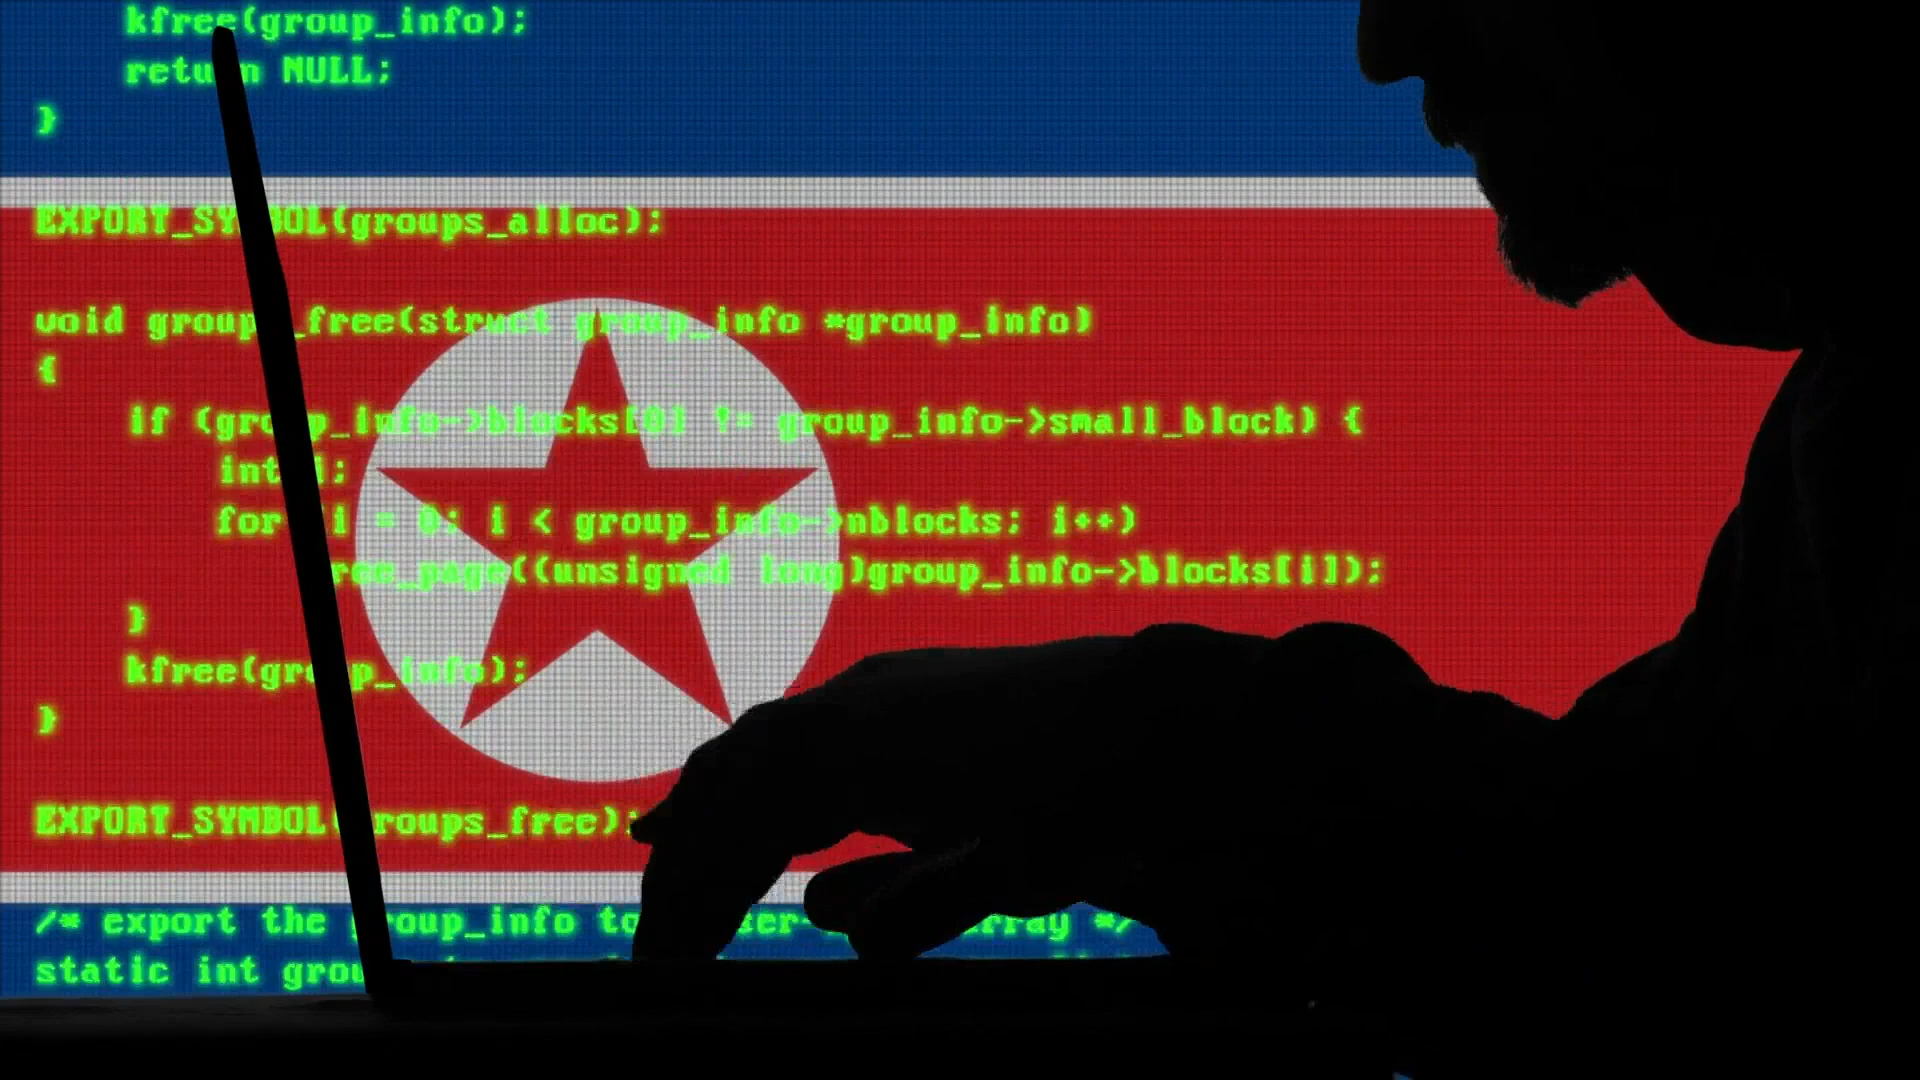 kfree(group_info);
return NULL;
}
EXPORT_SYMBOL(groups_alloc);
void group_free(struct group_info *group_info)
{
if (group_info->blocks[0] != group_info->small_block) {
int i;
for (i = 0; i < group_info->nblocks; i++)
free_page((unsigned long)group_info->blocks[i]);
}
kfree(group_info);
}
EXPORT_SYMBOL(groups_free);
/* export the group_info to array */
static int